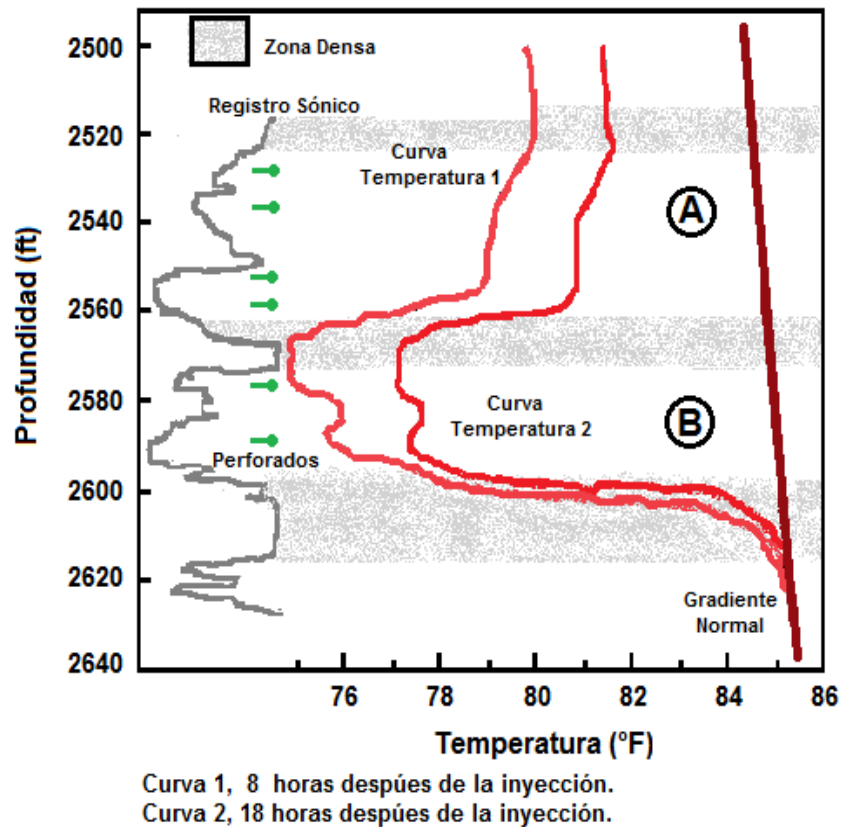 Zona Densa
Registro Sónico
Curva
Temperatura 1
A
Curva
Temperatura 2
B
Perforados
Gradiente
Normal
Profundidad (ft)
2500
2520
2540
2560
2580
2600
2620
2640
76
78
80
82
84
86
Temperatura (°F)
Curva 1, 8 horas despúes de la inyección.
Curva 2, 18 horas despúes de la inyección.